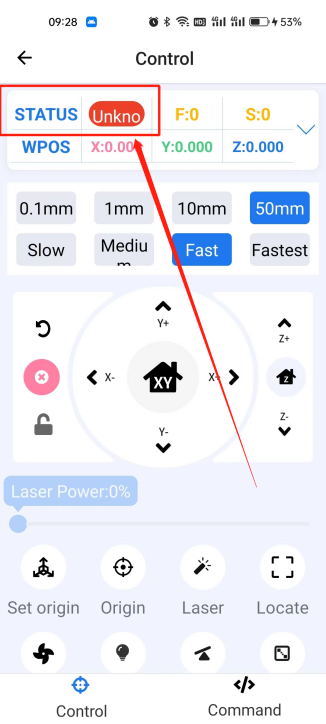 09:28 53%
Control
STATUS Unkno F:0 S:0
WPOS X:0.00 Y:0.000 Z:0.000
0.1mm 1mm 10mm 50mm
Slow Mediu Fast Fastest
m
Y+
Z+
X- XY X+ Z
Y-
Z-
Laser Power:0%
Set origin Origin Laser Locate
Control Command